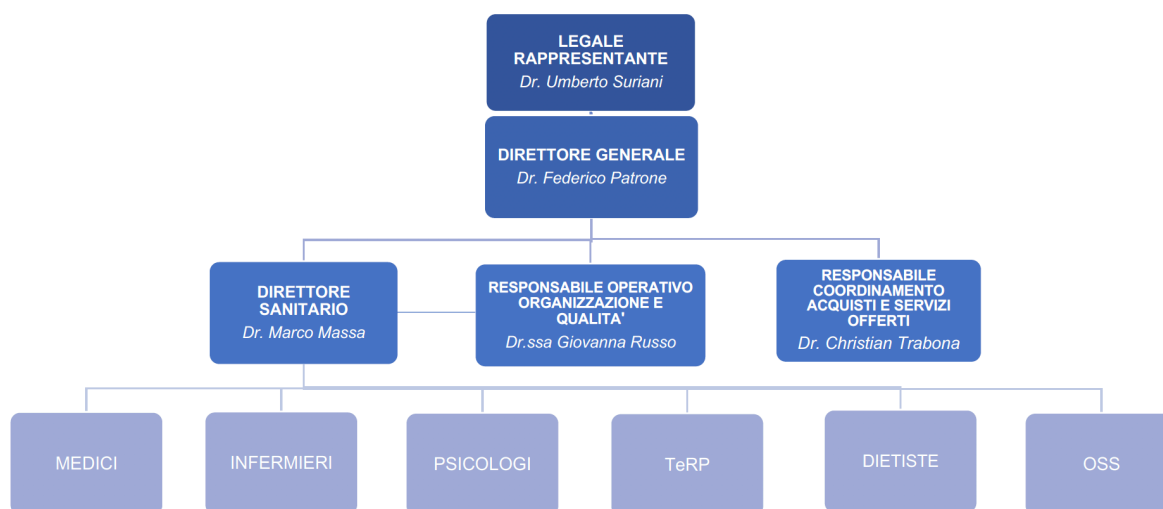 LEGALE
RAPPRESENTANTE
Dr. Umberto Suriani
DIRETTORE GENERALE
Dr. Federico Patrone
DIRETTORE
SANITARIO
Dr. Marco Massa
RESPONSABILE OPERATIVO
ORGANIZZAZIONE E
QUALITA'
Dr.ssa Giovanna Russo
RESPONSABILE
COORDINAMENTO
ACQUISTI E SERVIZI
OFFERTI
Dr. Christian Trabona
MEDICI
INFERMIERI
PSICOLOGI
TeRP
DIETISTE
OSS